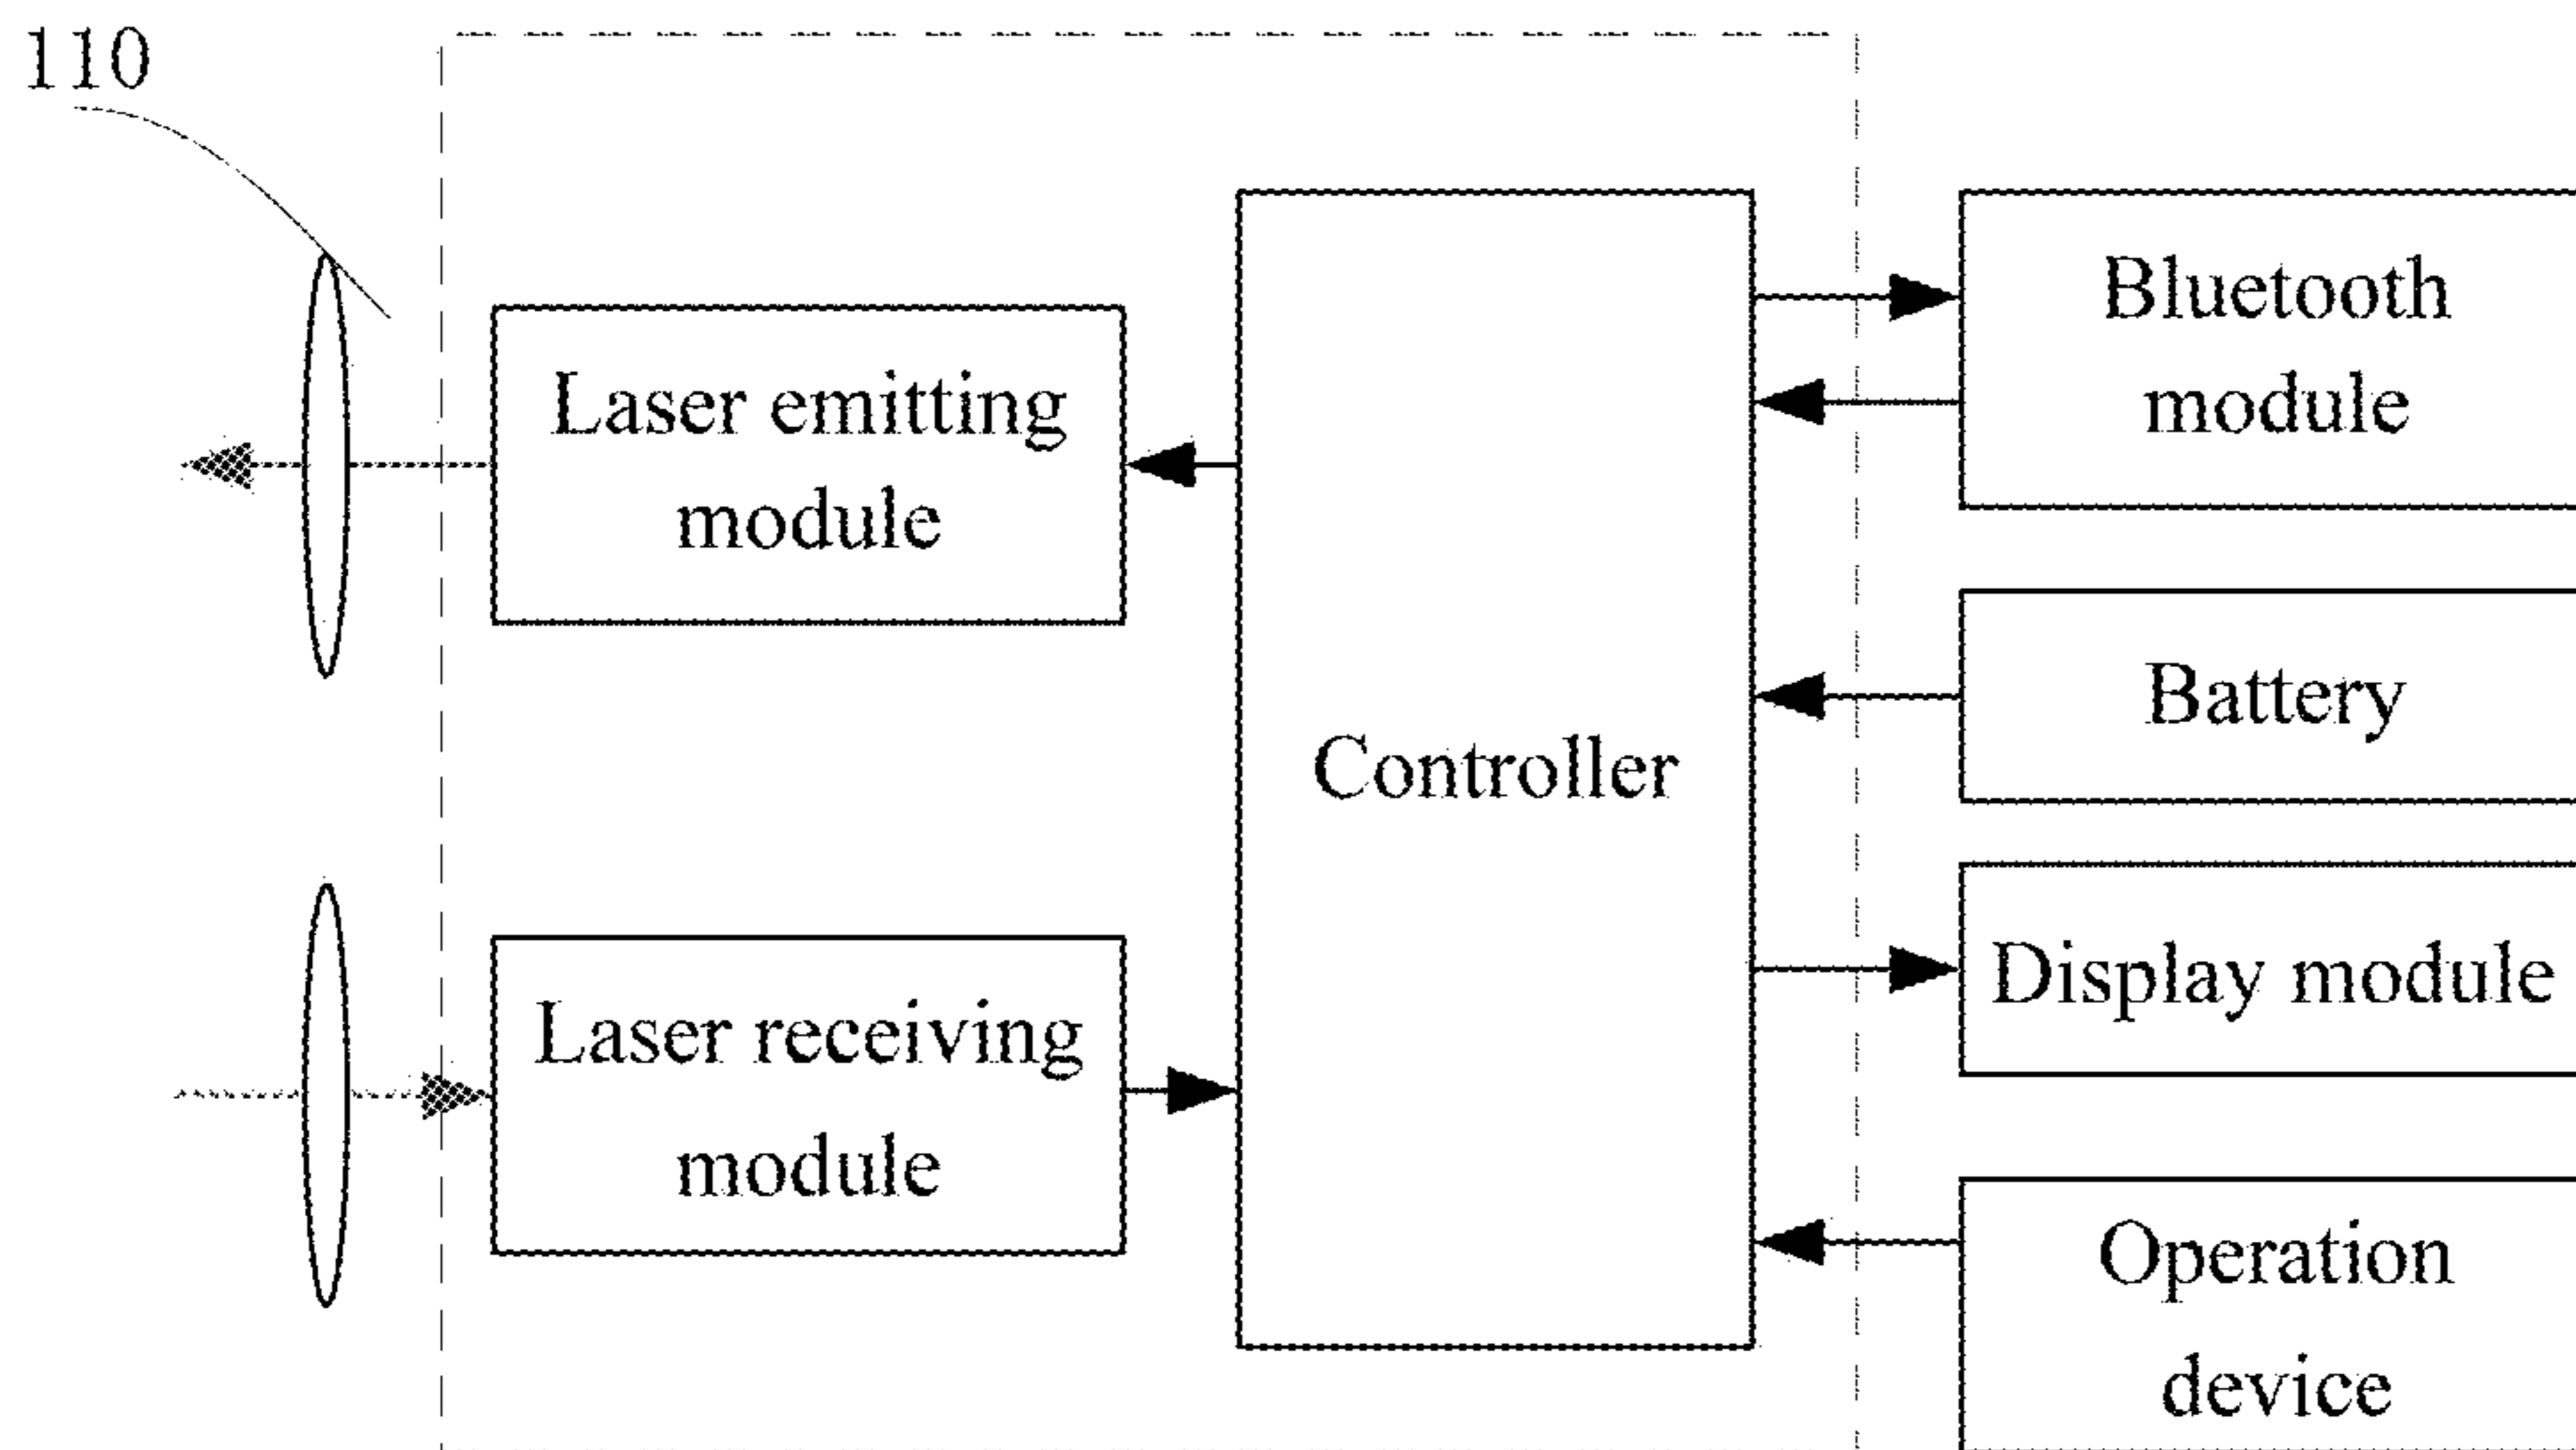 110
Laser emitting
module
Laser receiving
module
Controller
Bluetooth
module
Battery
Display module
Operation
device